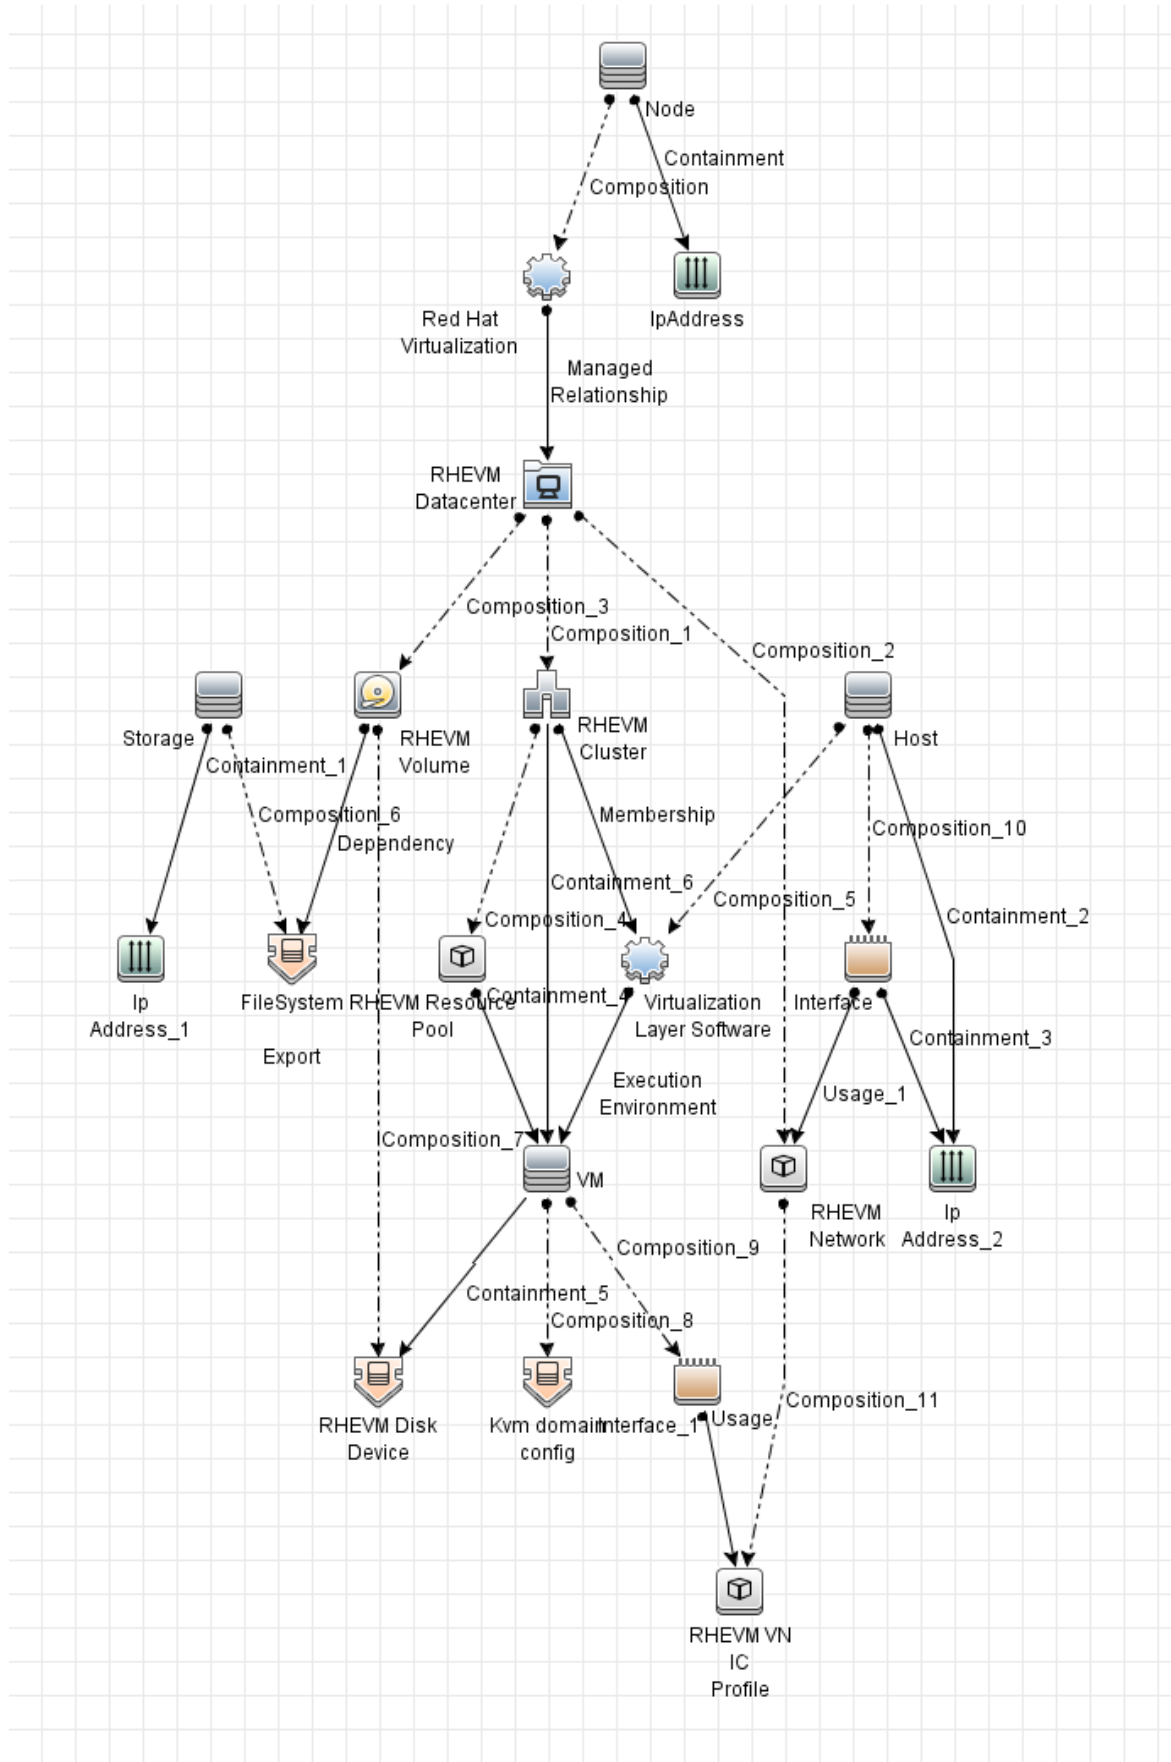 Node
Containment
Composition
Red Hat
Virtualization
IpAddress
Managed
Relationship
RHEVM
Datacenter
Composition_3
Composition_1
Composition_2
Storage
RHEVM
Volume
RHEVM
Cluster
Host
Containment_1
Composition_6
Dependency
Membership
Composition_10
Containment_6
Composition_5
Composition_4
Containment_2
Ip
Address_1
FileSystem
Export
RHEVM Resource
Pool
Containment_4
Virtualization
Layer Software
Interface
Containment_3
Execution
Environment
Usage_1
Composition_7
VM
RHEVM
Network
Ip
Address_2
Composition_9
Containment_5
Composition_8
Composition_11
RHEVM Disk
Device
Kvm domain
config
Interface_1
Usage
RHEVM VN
IC
Profile